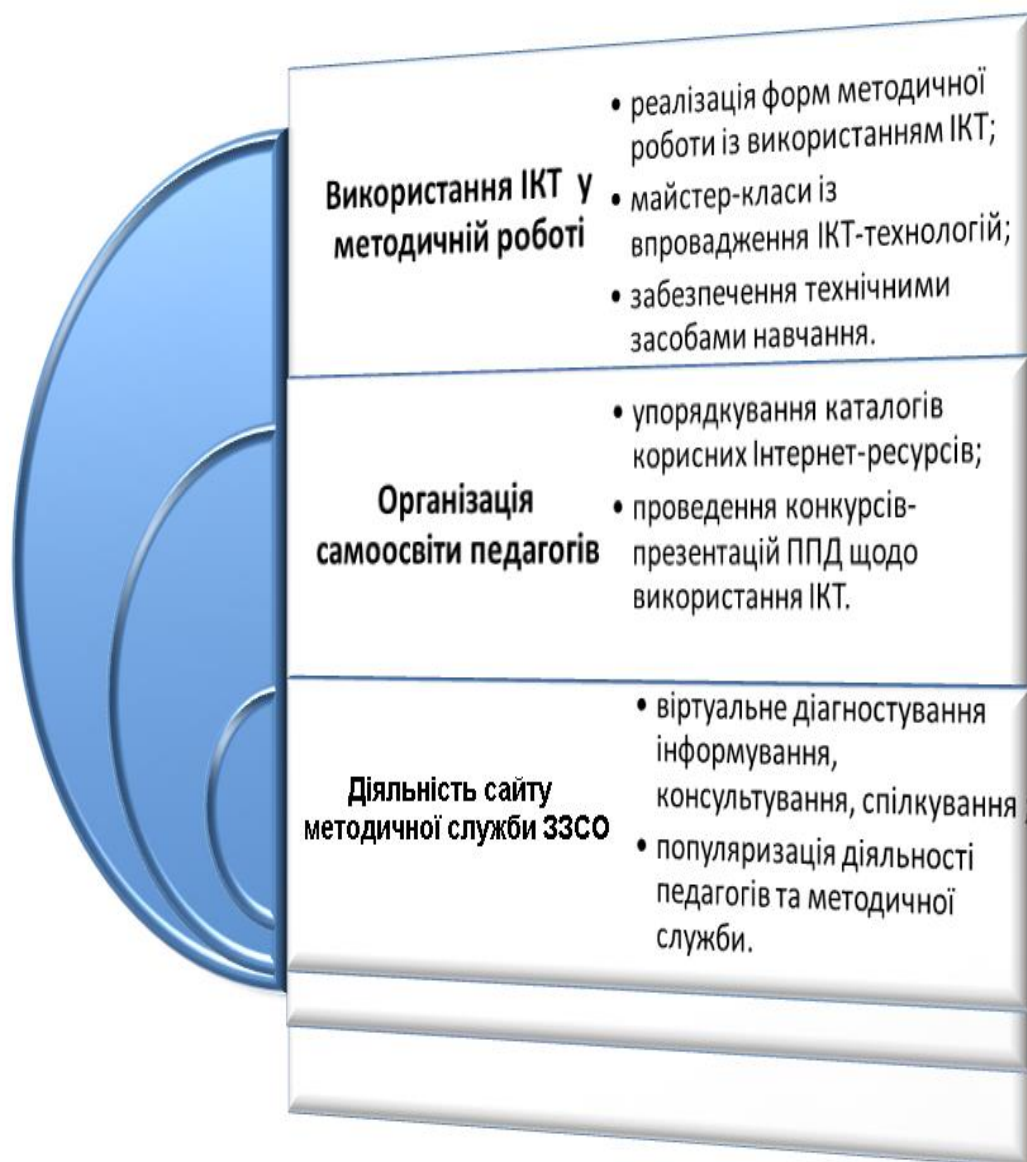 Використання ІКТ у
методичній роботі
• реалізація форм методичної
роботи із використанням ІКТ;
• майстер-класи із
впровадження ІКТ-технологій;
• забезпечення технічними
засобами навчання.
Організація
самоосвіти педагогів
• упорядкування каталогів
корисних Інтернет-ресурсів;
• проведення конкурсів-
презентацій ППД щодо
використання ІКТ.
Діяльність сайту
методичної служби ЗЗСО
• віртуальне діагностування
інформування,
консультування, спілкування
• популяризація діяльності
педагогів та методичної
служби.